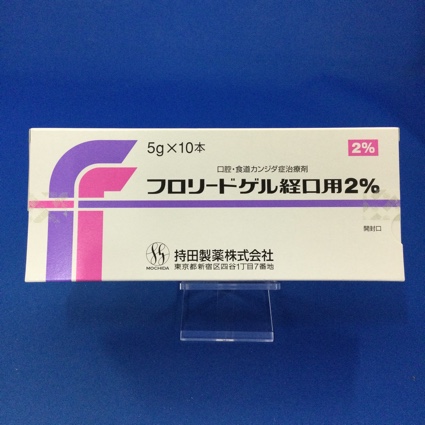 5g×10本
2%
口腔・食道カンジダ症治療剤
フロリードゲル経口用2%
開封口
MOCHIDA
持田製薬株式会社
東京都新宿区四谷1丁目7番地